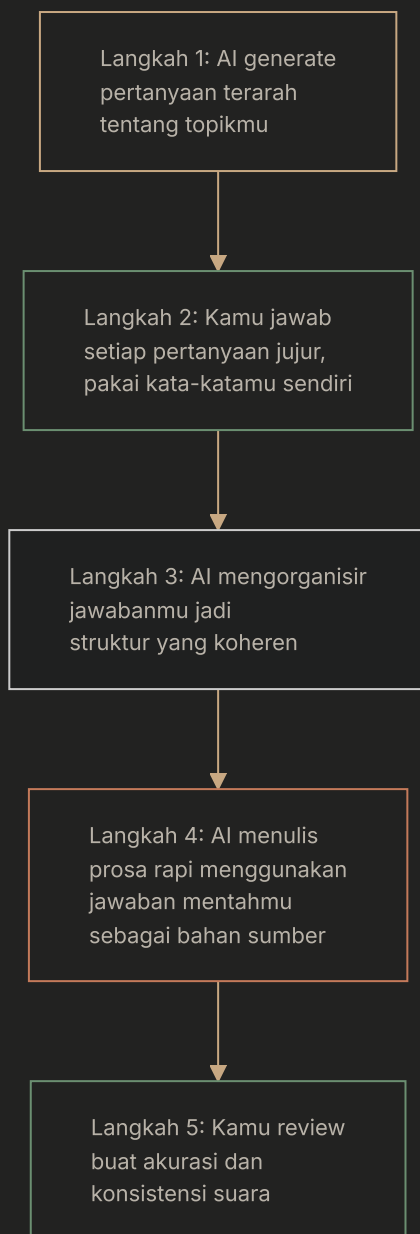 Langkah 1: AI generate
pertanyaan terarah
tentang topikmu
Langkah 2: Kamu jawab
setiap pertanyaan jujur,
pakai kata-katamu sendiri
Langkah 3: AI mengorganisir
jawabanmu jadi
struktur yang koheren
Langkah 4: AI menulis
prosa rapi menggunakan
jawaban mentahmu
sebagai bahan sumber
Langkah 5: Kamu review
buat akurasi dan
konsistensi suara